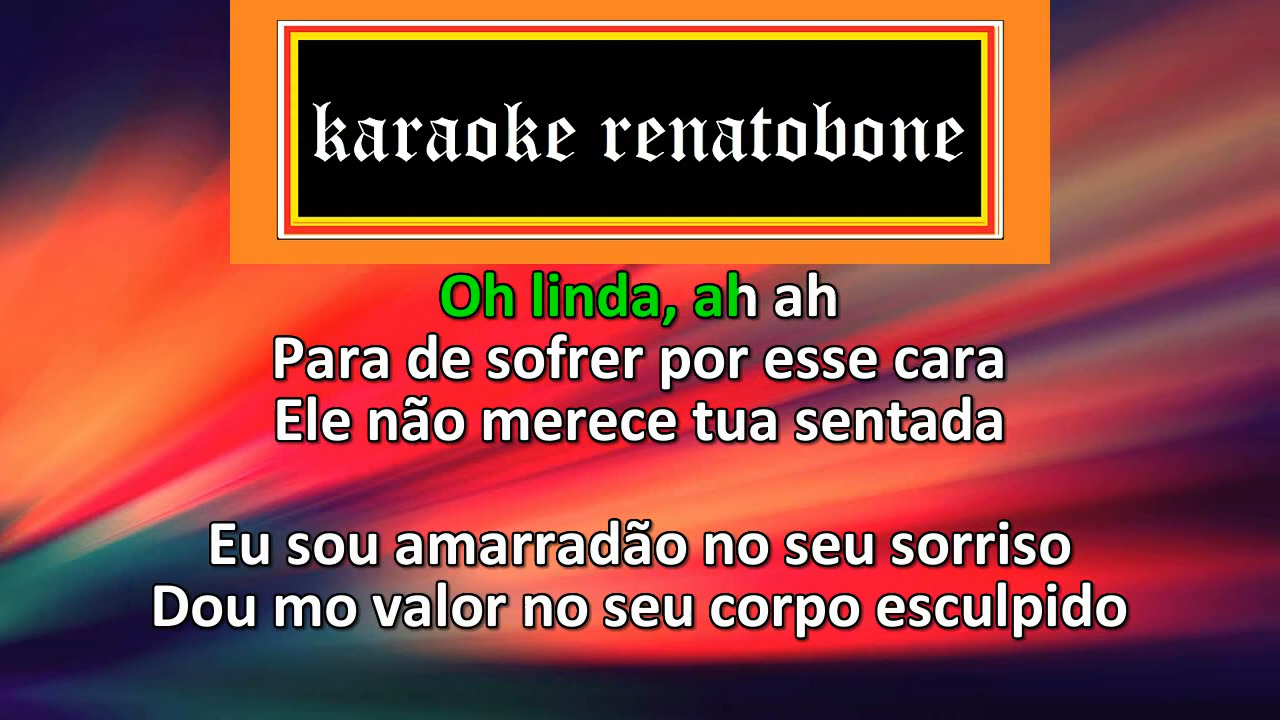 karaoke renatobone
Oh linda, ah ah
Para de sofrer por esse cara
Ele não merece tua sentada
Eu sou amarradão no seu sorriso
Dou mo valor no seu corpo esculpido